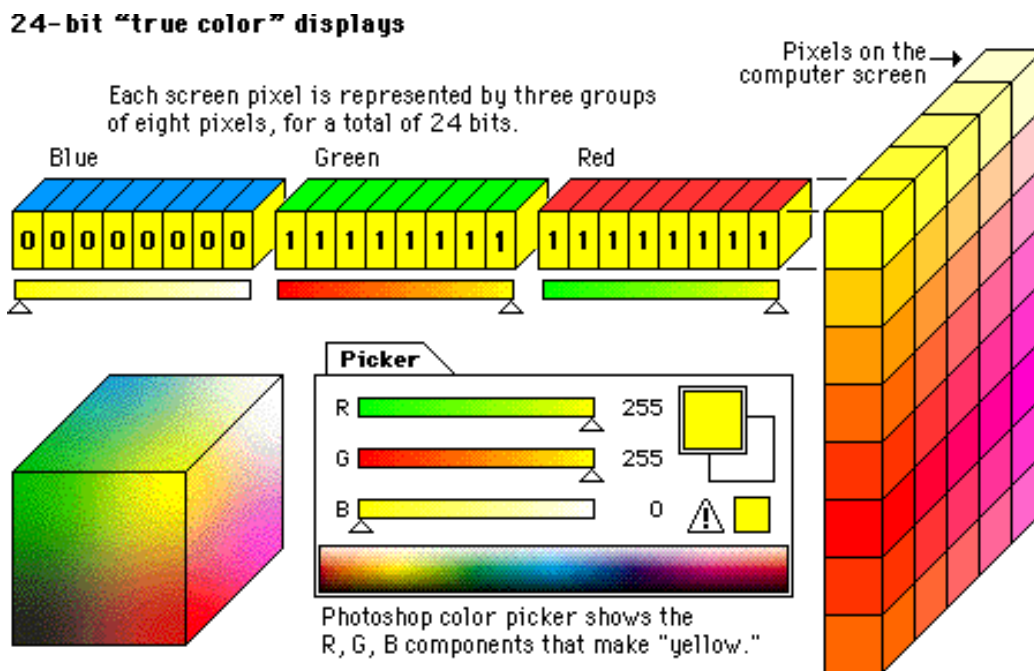 24-bit “true color” displays
Pixels on the
computer screen
Each screen pixel is represented by three groups
of eight pixels, for a total of 24 bits.
Blue Green Red
0 0 0 0 0 0 0 0 1 1 1 1 1 1 1 1 1 1 1 1 1 1 1 1
Picker
R 255
G 255
B 0
Photoshop color picker shows the
R, G, B components that make "yellow."